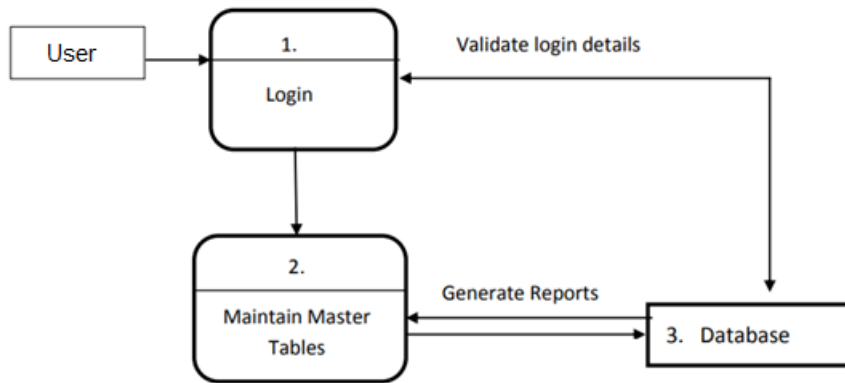 User
1.
Login
Validate login details
2.
Maintain Master
Tables
Generate Reports
3. Database